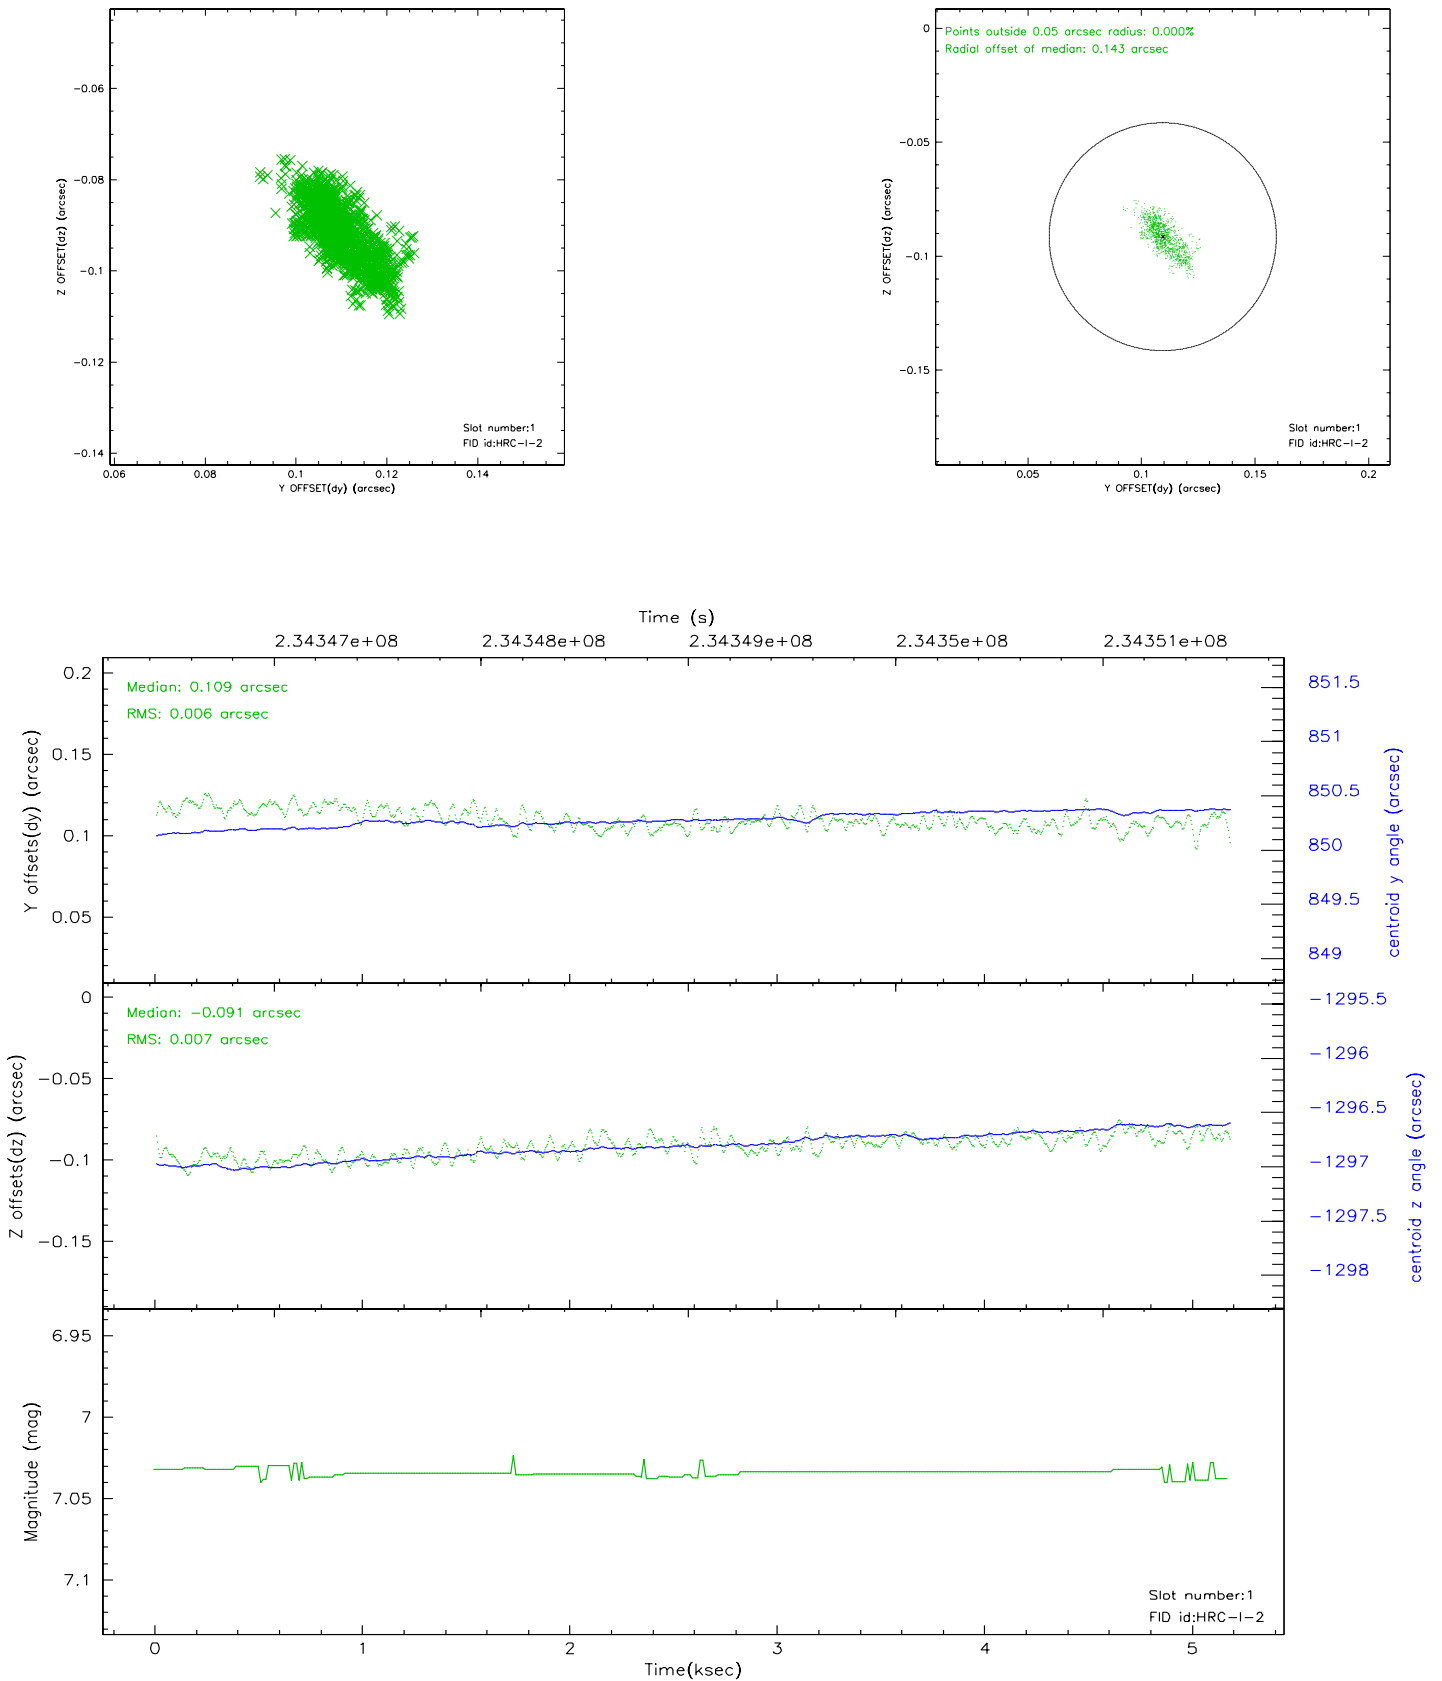 -0.06
-0.08
-0.1
-0.12
-0.14
Z OFFSET(dz) (arcsec)
Slot number:1
FID id:HRC-I-2
0.06 0.08 0.1 0.12 0.14
Y OFFSET(dy) (arcsec)
Points outside 0.05 arcsec radius: 0.000%
Radial offset of median: 0.143 arcsec
0
-0.05
-0.1
-0.15
Z OFFSET(dz) (arcsec)
Slot number:1
FID id:HRC-I-2
0.05 0.1 0.15 0.2
Y OFFSET(dy) (arcsec)
Time (s)
2.34347e+08 2.34348e+08 2.34349e+08 2.3435e+08 2.34351e+08
Median: 0.109 arcsec
RMS: 0.006 arcsec
0.2
0.15
0.1
0.05
Y offsets(dy) (arcsec)
851.5
851
850.5
850
849.5
849
centroid y angle (arcsec)
Median: -0.091 arcsec
RMS: 0.007 arcsec
0
-0.05
-0.1
-0.15
Z offsets(dz) (arcsec)
-1295.5
-1296
-1296.5
-1297
-1297.5
-1298
centroid z angle (arcsec)
6.95
7
7.05
7.1
Magnitude (mag)
Slot number:1
FID id:HRC-I-2
0 1 2 3 4 5
Time(ksec)